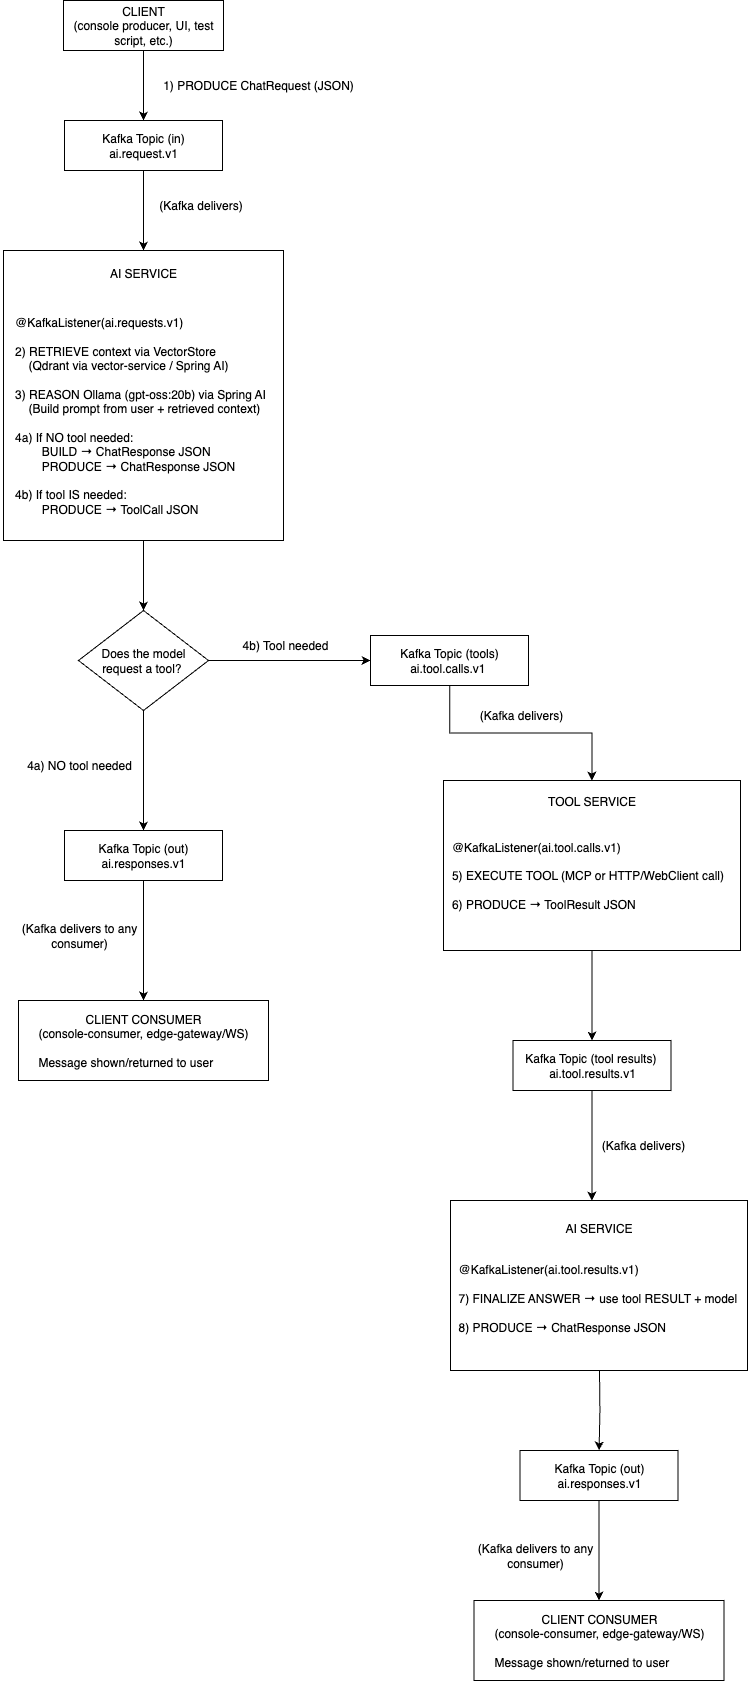 CLIENT
(console producer, UI, test
script, etc.)
1) PRODUCE ChatRequest (JSON)
Kafka Topic (in)
ai.request.v1
(Kafka delivers)
AI SERVICE
@KafkaListener(ai.requests.v1)
2) RETRIEVE context via VectorStore
(Qdrant via vector-service / Spring AI)
3) REASON Ollama (gpt-oss:20b) via Spring AI
(Build prompt from user + retrieved context)
4a) If NO tool needed:
BUILD → ChatResponse JSON
PRODUCE → ChatResponse JSON
4b) If tool IS needed:
PRODUCE → ToolCall JSON
Does the model
request a tool?
4b) Tool needed
Kafka Topic (tools)
ai.tool.calls.v1
(Kafka delivers)
4a) NO tool needed
Kafka Topic (out)
ai.responses.v1
(Kafka delivers to any
consumer)
CLIENT CONSUMER
(console-consumer, edge-gateway/WS)
Message shown/returned to user
TOOL SERVICE
@KafkaListener(ai.tool.calls.v1)
5) EXECUTE TOOL (MCP or HTTP/WebClient call)
6) PRODUCE → ToolResult JSON
Kafka Topic (tool results)
ai.tool.results.v1
(Kafka delivers)
AI SERVICE
@KafkaListener(ai.tool.results.v1)
7) FINALIZE ANSWER → use tool RESULT + model
8) PRODUCE → ChatResponse JSON
Kafka Topic (out)
ai.responses.v1
(Kafka delivers to any
consumer)
CLIENT CONSUMER
(console-consumer, edge-gateway/WS)
Message shown/returned to user